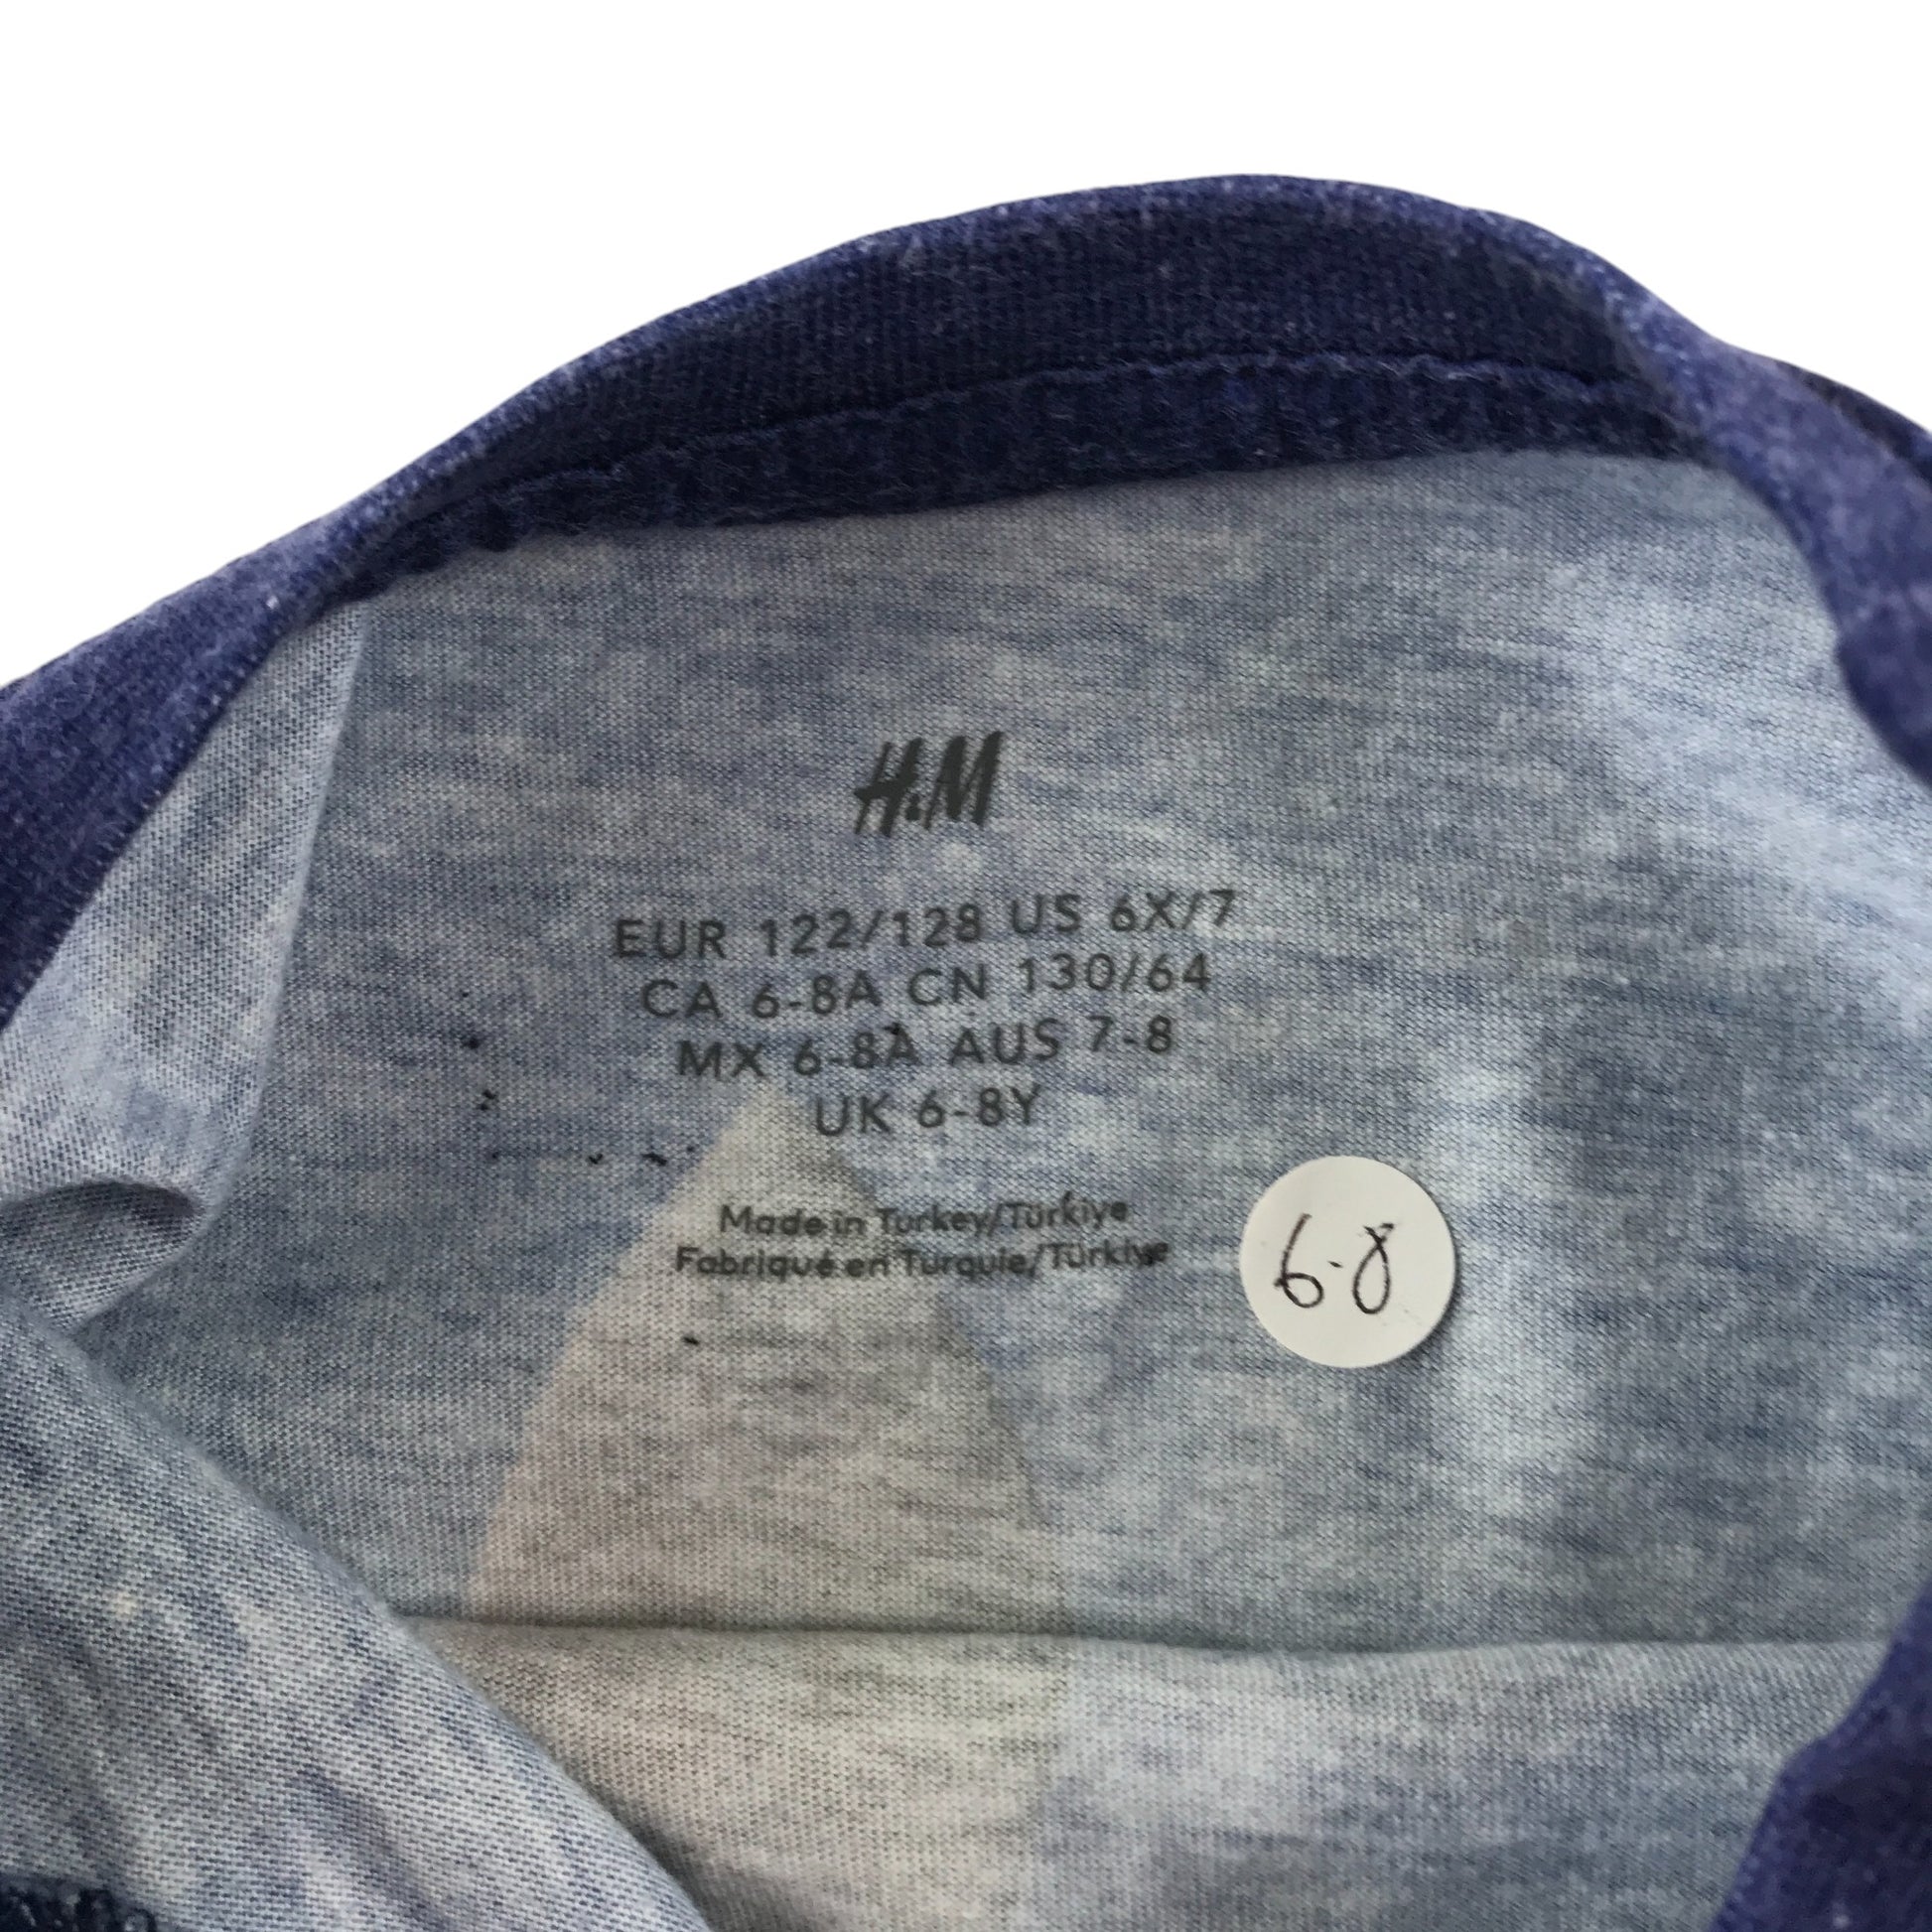 H&M
EUR 122/128 US 6X/7
CA 6-8A CN 130/64
MX 6-8A AUS 7-8
UK 6-8Y
Made in Turkey/Türkiye
Fabriqué en Turquie/Türkiye
6-8